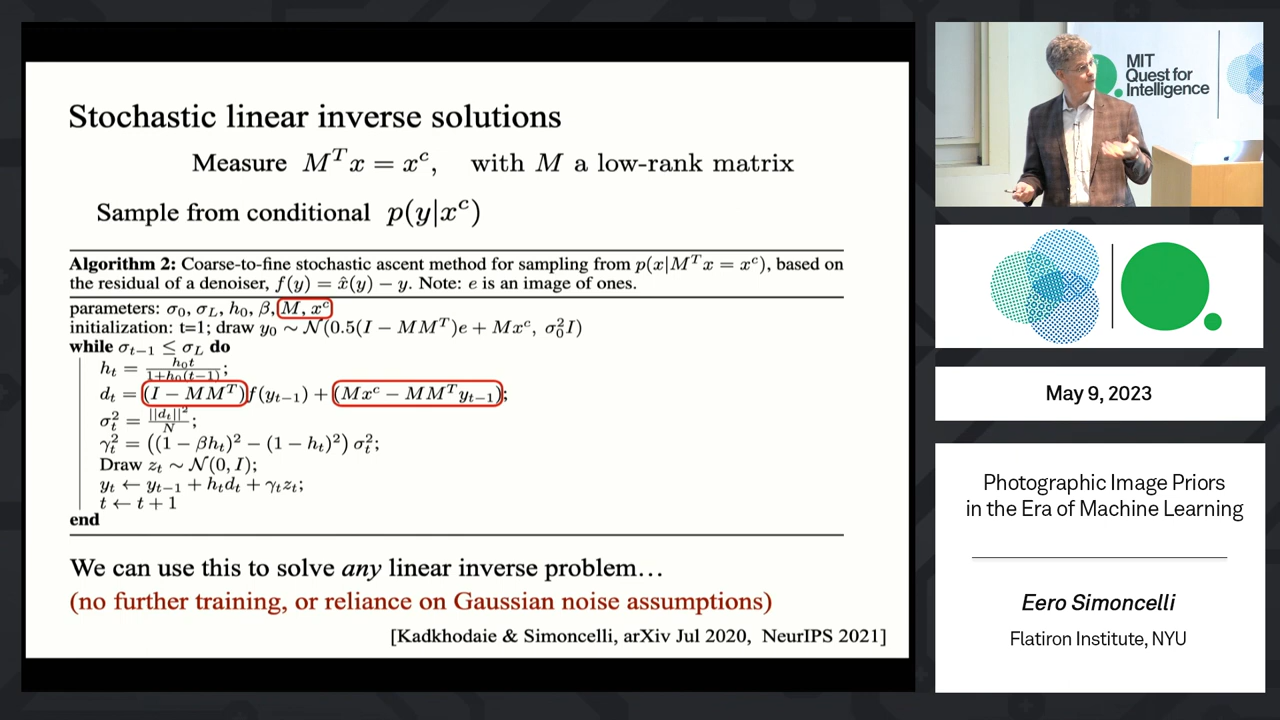 Stochastic linear inverse solutions
Measure M^T x = x^c, with M a low-rank matrix
Sample from conditional p(y|x^c)
Algorithm 2: Coarse-to-fine stochastic ascent method for sampling from p(x|M^T x = x^c), based on
the residual of a denoiser, f(y) = x̂(y) − y. Note: e is an image of ones.
parameters: σ_0, σ_L, h_0, β, M, x^c
initialization: t=1; draw y_0 ∼ N(0.5(I − MM^T)e + Mx^c, σ_0^2 I)
while σ_{t−1} ≤ σ_L do
h_t = h_0 t / (1+h_0(t−1));
d_t = (I − MM^T)f(y_{t−1}) + (Mx^c − MM^T y_{t−1});
σ_t^2 = ||d_t||^2 / N;
γ_t^2 = ((1 − βh_t)^2 − (1 − h_t)^2) σ_t^2;
Draw z_t ∼ N(0, I);
y_t ← y_{t−1} + h_t d_t + γ_t z_t;
t ← t + 1
end
We can use this to solve any linear inverse problem…
(no further training, or reliance on Gaussian noise assumptions)
[Kadkhodaie & Simoncelli, arXiv Jul 2020, NeurIPS 2021]
MIT
Quest for
Intelligence
May 9, 2023
Photographic Image Priors
in the Era of Machine Learning
Eero Simoncelli
Flatiron Institute, NYU